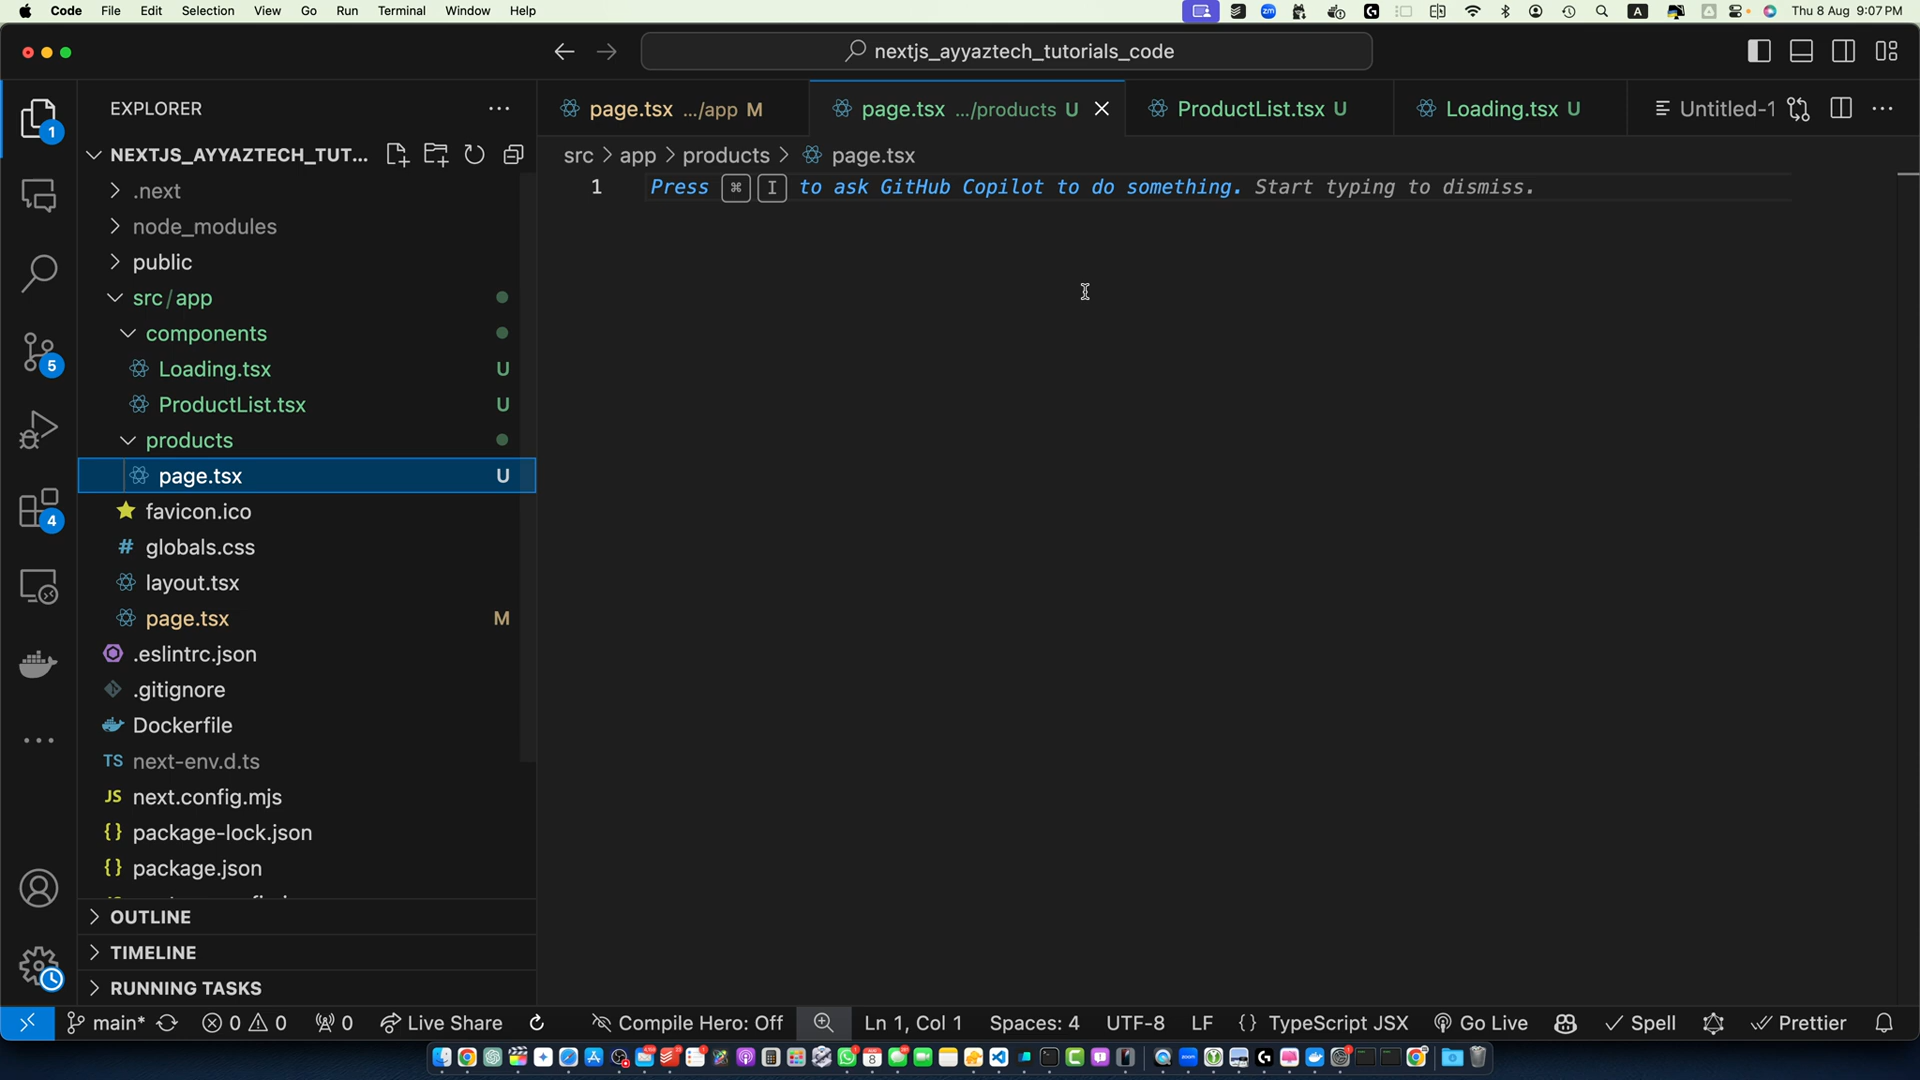 Code File Edit Selection View Go Run Terminal Window Help
zm A Thu 8 Aug 9:07 PM
nextjs_ayyaztech_tutorials_code
EXPLORER
page.tsx .../app M
page.tsx .../products U
ProductList.tsx U
Loading.tsx U
Untitled-1
NEXTJS_AYYAZTECH_TUT...
src > app > products > page.tsx
1 Press ⌘ I to ask GitHub Copilot to do something. Start typing to dismiss.
.next
node_modules
public
src / app
components
Loading.tsx U
ProductList.tsx U
products
page.tsx U
favicon.ico
# globals.css
layout.tsx
page.tsx M
.eslintrc.json
.gitignore
Dockerfile
TS next-env.d.ts
JS next.config.mjs
{} package-lock.json
{} package.json
OUTLINE
TIMELINE
RUNNING TASKS
1
5
4
main* 0 0 0 Live Share Compile Hero: Off Ln 1, Col 1 Spaces: 4 UTF-8 LF {} TypeScript JSX Go Live Spell Prettier